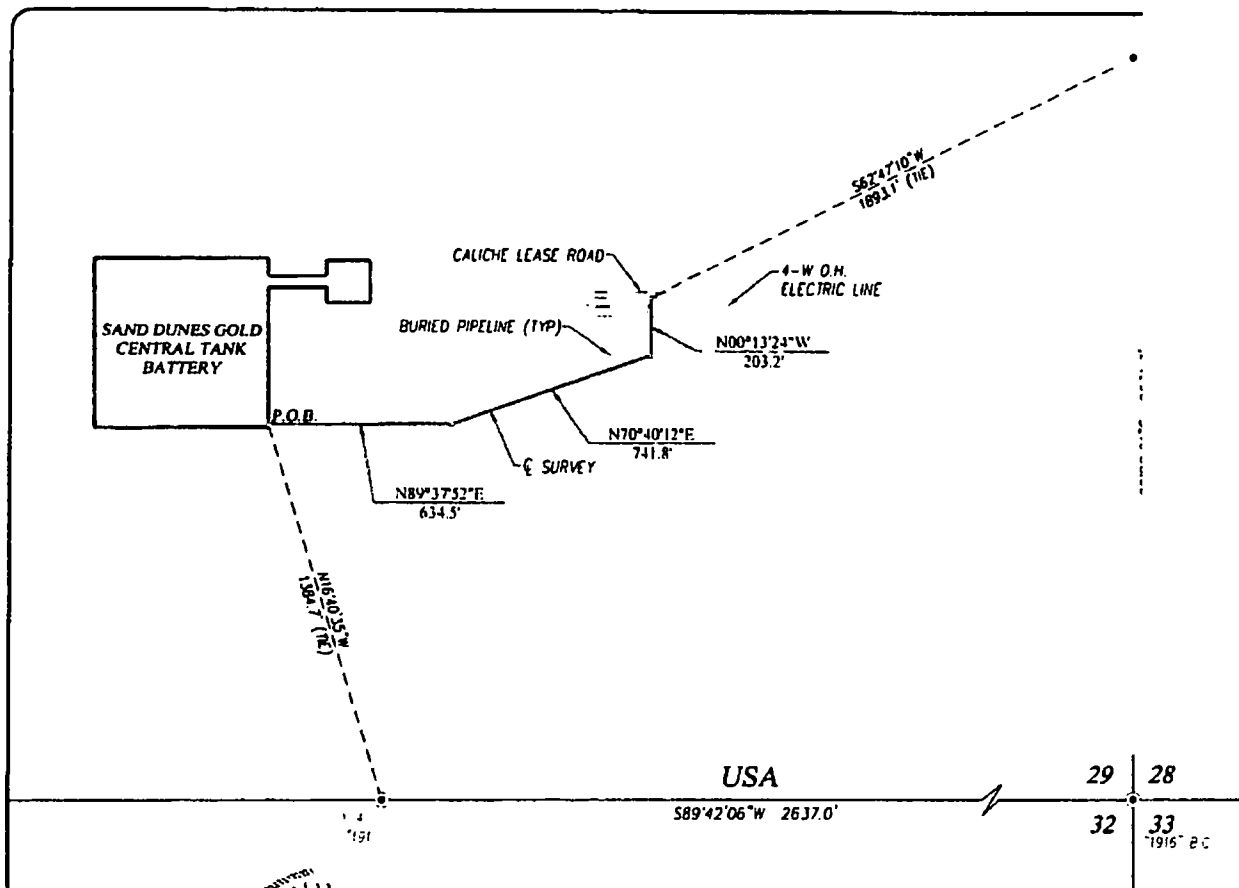 S62°47'10"W
1893.1' (TIE)
CALICHE LEASE ROAD
4-W O.H.
ELECTRIC LINE
SAND DUNES GOLD
CENTRAL TANK
BATTERY
BURIED PIPELINE (TYP)
N00°13'24"W
203.2'
P.O.B.
N70°40'12"E
741.8'
℄ SURVEY
N89°37'52"E
634.5'
N16°40'35"W
1384.7' (TIE)
USA
29 28
S89°42'06"W 2637.0'
32 33
"1916" B C